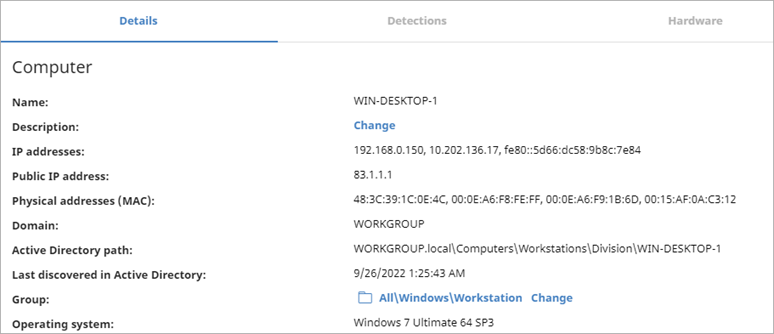 Details Detections Hardware
Computer
Name: WIN-DESKTOP-1
Description: Change
IP addresses: 192.168.0.150, 10.202.136.17, fe80::5d66:dc58:9b8c:7e84
Public IP address: 83.1.1.1
Physical addresses (MAC): 48:3C:39:1C:0E:4C, 00:0E:A6:F8:FE:FF, 00:0E:A6:F9:1B:6D, 00:15:AF:0A:C3:12
Domain: WORKGROUP
Active Directory path: WORKGROUP.local\Computers\Workstations\Division\WIN-DESKTOP-1
Last discovered in Active Directory: 9/26/2022 1:25:43 AM
Group: All\Windows\Workstation Change
Operating system: Windows 7 Ultimate 64 SP3